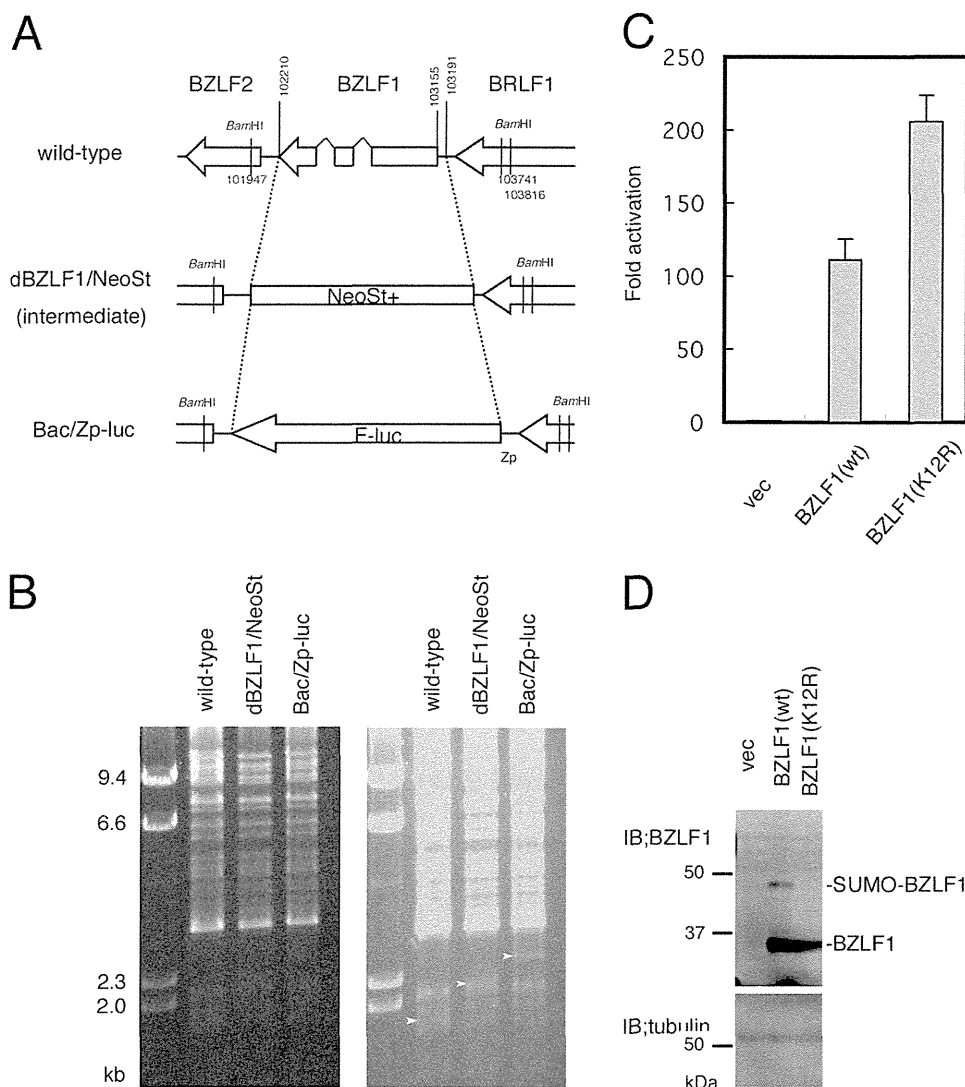 A
BZLF2
102210
BZLF1
103155
103191
BRLF1
BamHI
BamHI
wild-type
101947
103741
103816
dBZLF1/NeoSt
(intermediate)
BamHI
NeoSt+
BamHI
Bac/Zp-luc
BamHI
F-luc
Zp
BamHI
B
wild-type
dBZLF1/NeoSt
Bac/Zp-luc
wild-type
dBZLF1/NeoSt
Bac/Zp-luc
9.4
6.6
2.3
2.0
kb
C
Fold activation
250
200
150
100
50
0
vec
BZLF1(wt)
BZLF1(K12R)
D
vec
BZLF1(wt)
BZLF1(K12R)
IB;BZLF1
50
-SUMO-BZLF1
37
-BZLF1
IB;tubulin
50
kDa